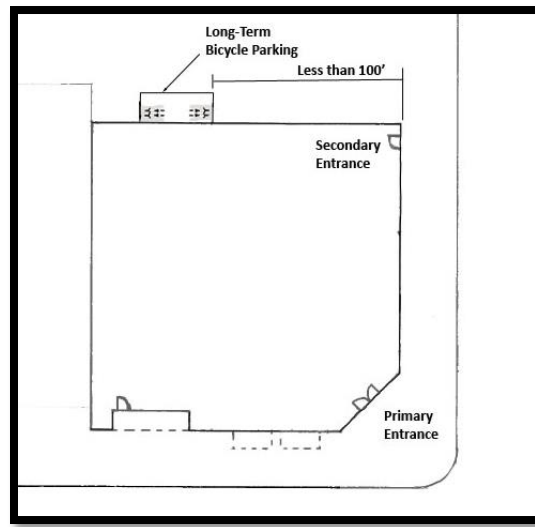 Long-Term
Bicycle Parking
Less than 100'
Secondary
Entrance
Primary
Entrance